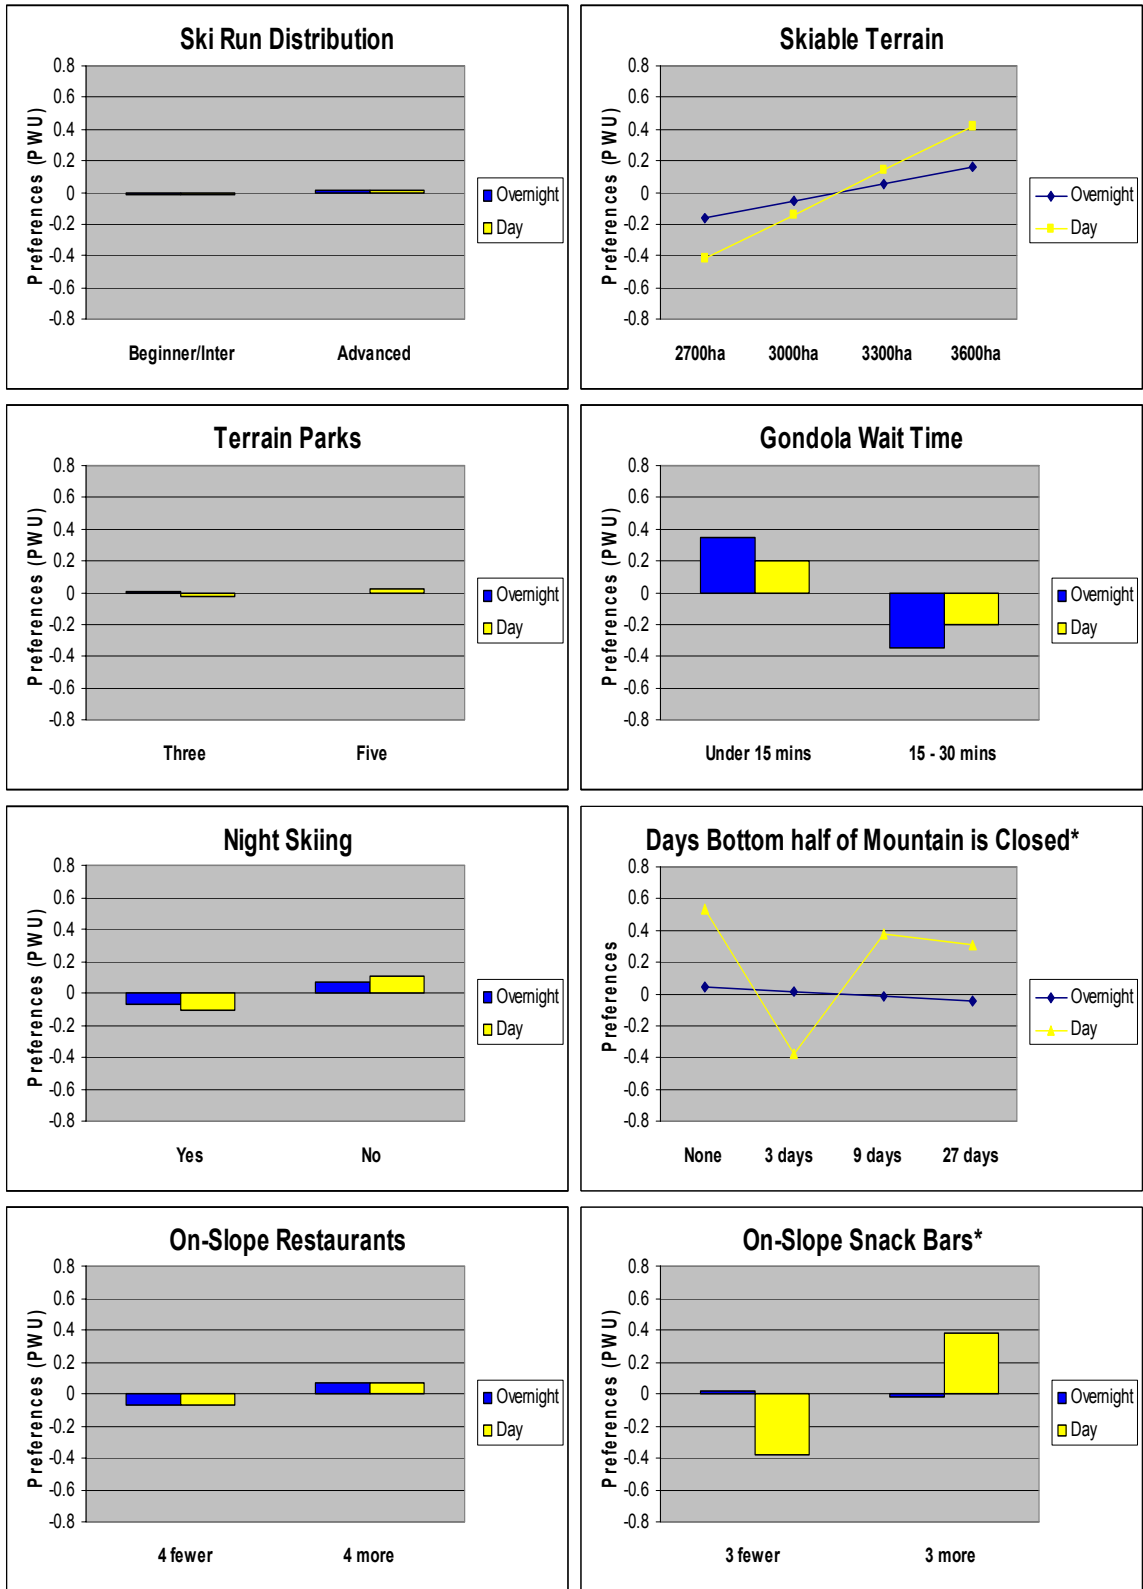 Ski Run Distribution
Preferences (PWU)
0.8
0.6
0.4
0.2
0
-0.2
-0.4
-0.6
-0.8
Beginner/Inter Advanced
Overnight
Day
Skiable Terrain
Preferences (PWU)
0.8
0.6
0.4
0.2
0
-0.2
-0.4
-0.6
-0.8
2700ha 3000ha 3300ha 3600ha
Overnight
Day
Terrain Parks
Preferences (PWU)
0.8
0.6
0.4
0.2
0
-0.2
-0.4
-0.6
-0.8
Three Five
Overnight
Day
Gondola Wait Time
Preferences (PWU)
0.8
0.6
0.4
0.2
0
-0.2
-0.4
-0.6
-0.8
Under 15 mins 15 - 30 mins
Overnight
Day
Night Skiing
Preferences (PWU)
0.8
0.6
0.4
0.2
0
-0.2
-0.4
-0.6
-0.8
Yes No
Overnight
Day
Days Bottom half of Mountain is Closed*
Preferences
0.8
0.6
0.4
0.2
0
-0.2
-0.4
-0.6
-0.8
None 3 days 9 days 27 days
Overnight
Day
On-Slope Restaurants
Preferences (PWU)
0.8
0.6
0.4
0.2
0
-0.2
-0.4
-0.6
-0.8
4 fewer 4 more
Overnight
Day
On-Slope Snack Bars*
Preferences (PWU)
0.8
0.6
0.4
0.2
0
-0.2
-0.4
-0.6
-0.8
3 fewer 3 more
Overnight
Day